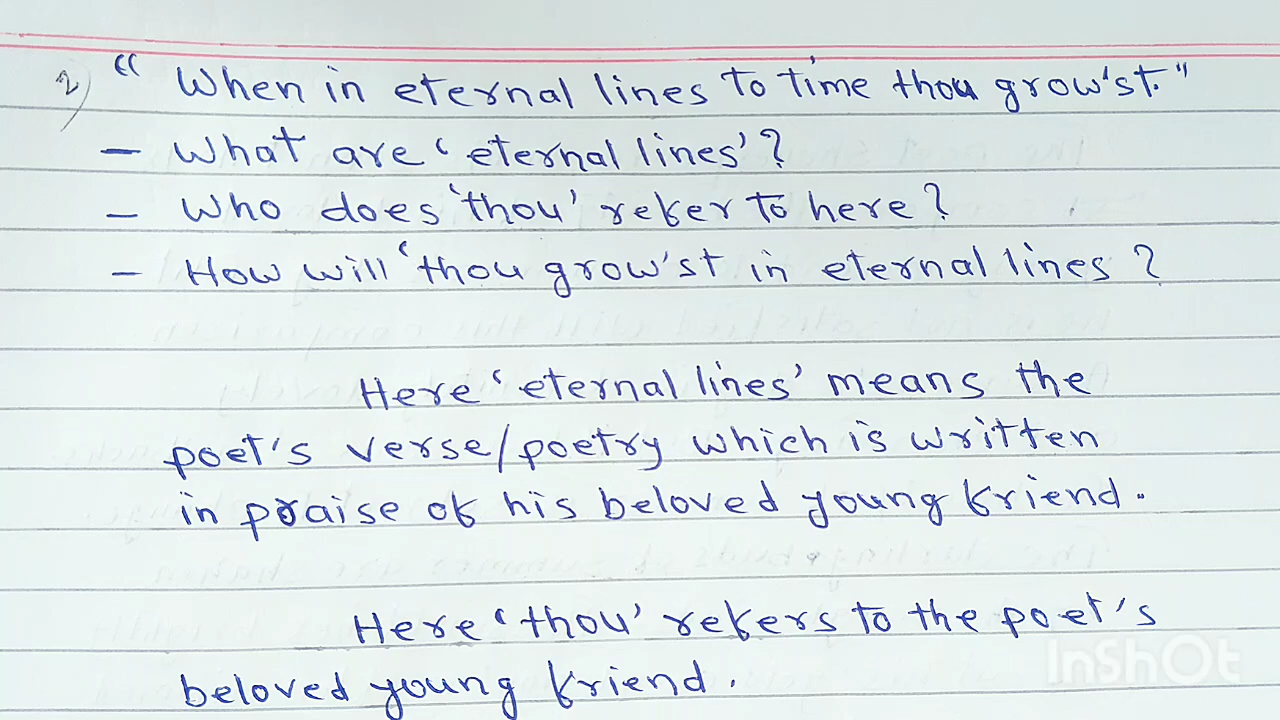 2) "When in eternal lines to time thou grow'st."
- What are 'eternal lines'?
- Who does 'thou' refer to here?
- How will 'thou grow'st in eternal lines?
Here 'eternal lines' means the
poet's verse/poetry which is written
in praise of his beloved young friend.
Here 'thou' refers to the poet's
beloved young friend.
InShOt